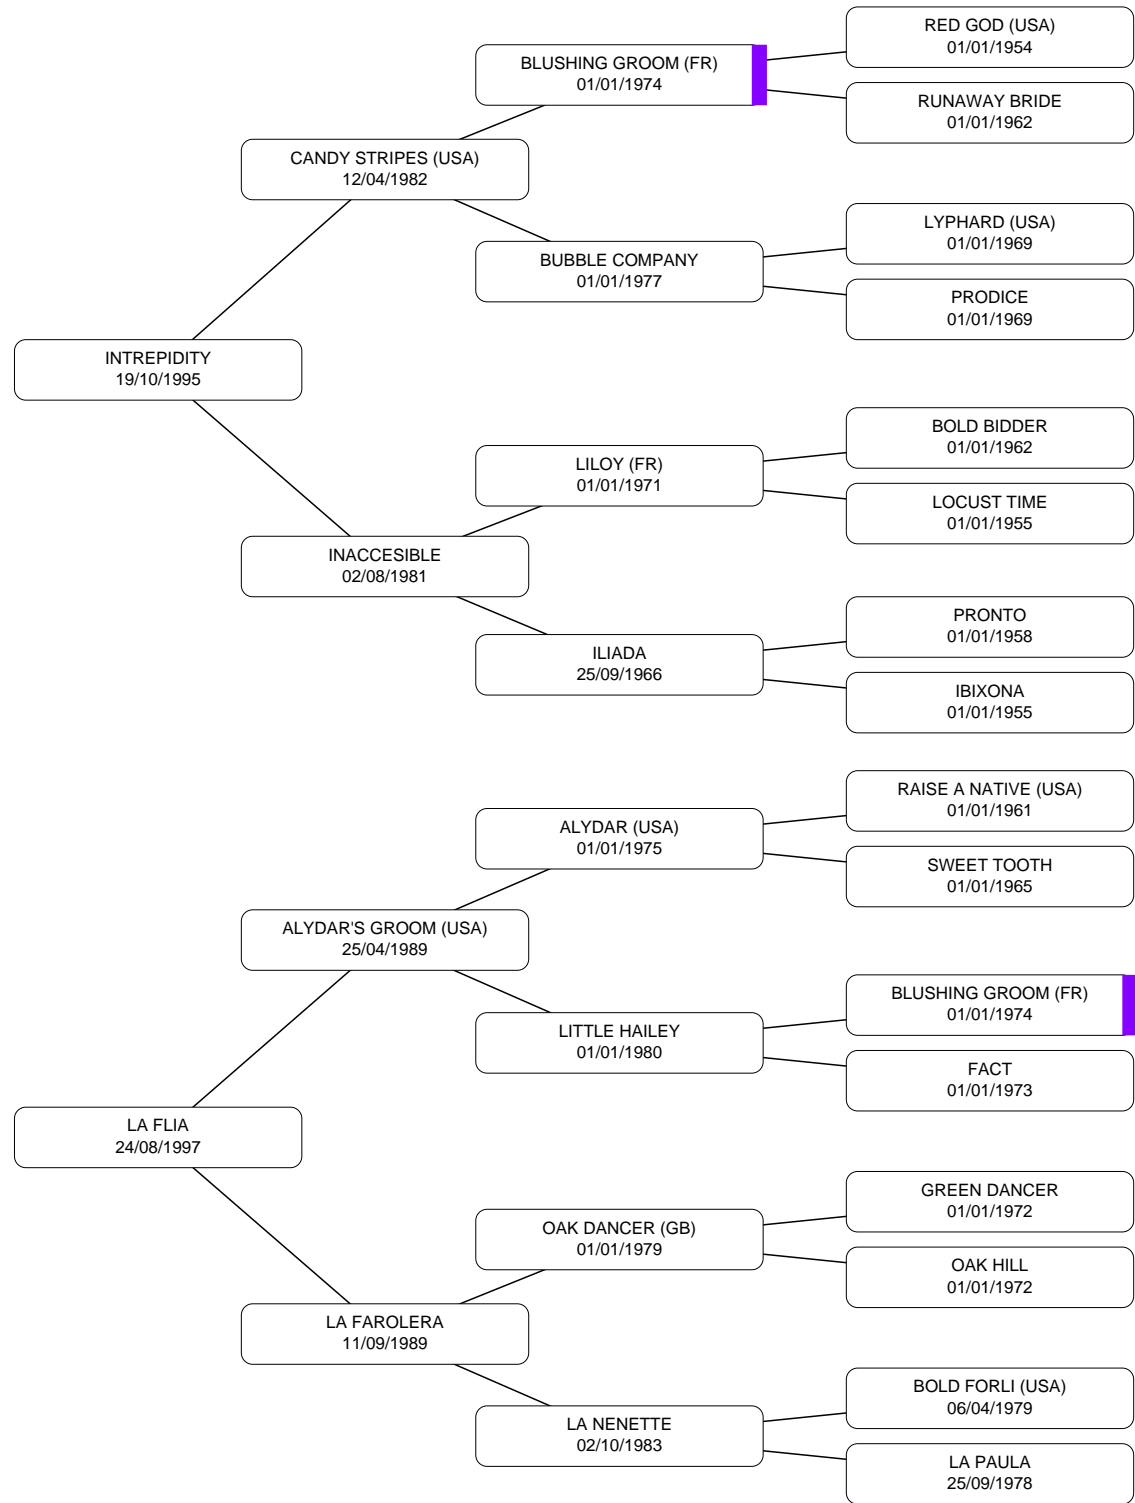 RED GOD (USA)
01/01/1954
BLUSHING GROOM (FR)
01/01/1974
RUNAWAY BRIDE
01/01/1962
CANDY STRIPES (USA)
12/04/1982
LYPHARD (USA)
01/01/1969
BUBBLE COMPANY
01/01/1977
PRODICE
01/01/1969
INTREPIDITY
19/10/1995
BOLD BIDDER
01/01/1962
LILOY (FR)
01/01/1971
LOCUST TIME
01/01/1955
INACCESIBLE
02/08/1981
PRONTO
01/01/1958
ILIADA
25/09/1966
IBIXONA
01/01/1955
RAISE A NATIVE (USA)
01/01/1961
ALYDAR (USA)
01/01/1975
SWEET TOOTH
01/01/1965
ALYDAR'S GROOM (USA)
25/04/1989
BLUSHING GROOM (FR)
01/01/1974
LITTLE HAILEY
01/01/1980
FACT
01/01/1973
LA FLIA
24/08/1997
GREEN DANCER
01/01/1972
OAK DANCER (GB)
01/01/1979
OAK HILL
01/01/1972
LA FAROLERA
11/09/1989
BOLD FORLI (USA)
06/04/1979
LA NENETTE
02/10/1983
LA PAULA
25/09/1978